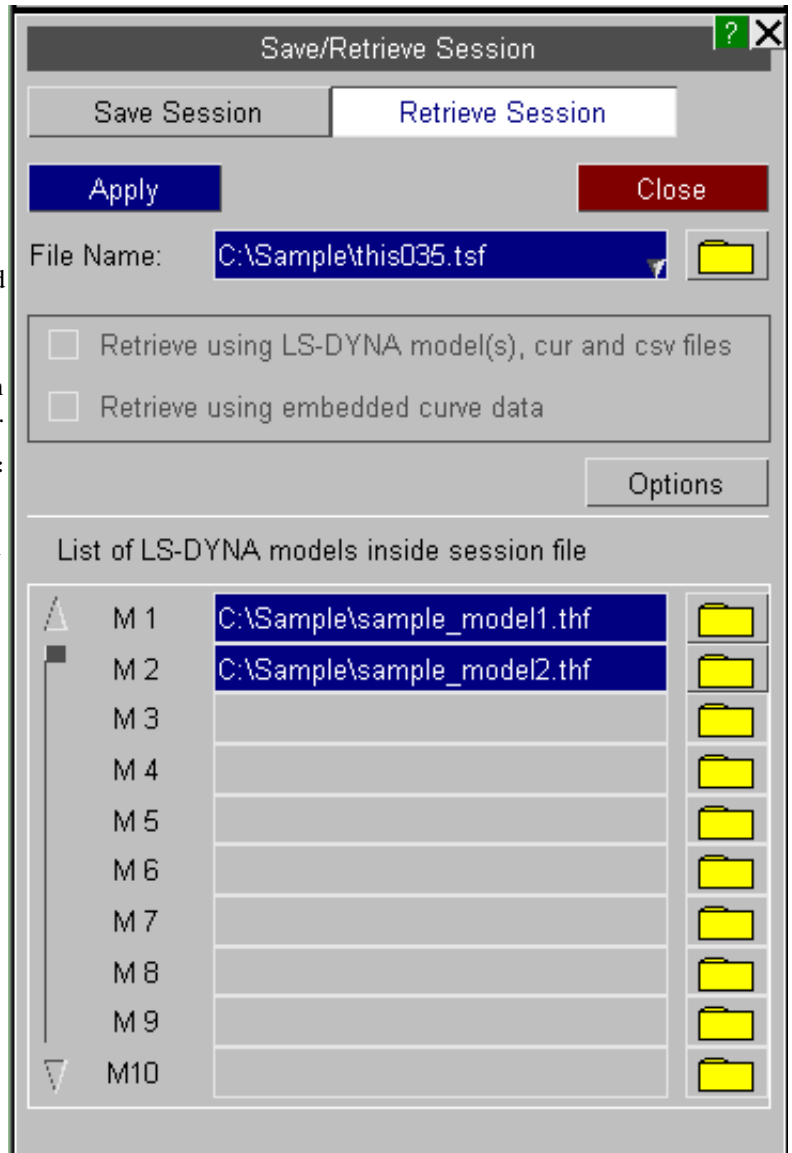 Save/Retrieve Session ? X
Save Session Retrieve Session
Apply Close
File Name: C:\Sample\this035.tsf
Retrieve using LS-DYNA model(s), cur and csv files
Retrieve using embedded curve data
Options
List of LS-DYNA models inside session file
M 1 C:\Sample\sample_model1.thf
M 2 C:\Sample\sample_model2.thf
M 3
M 4
M 5
M 6
M 7
M 8
M 9
M10